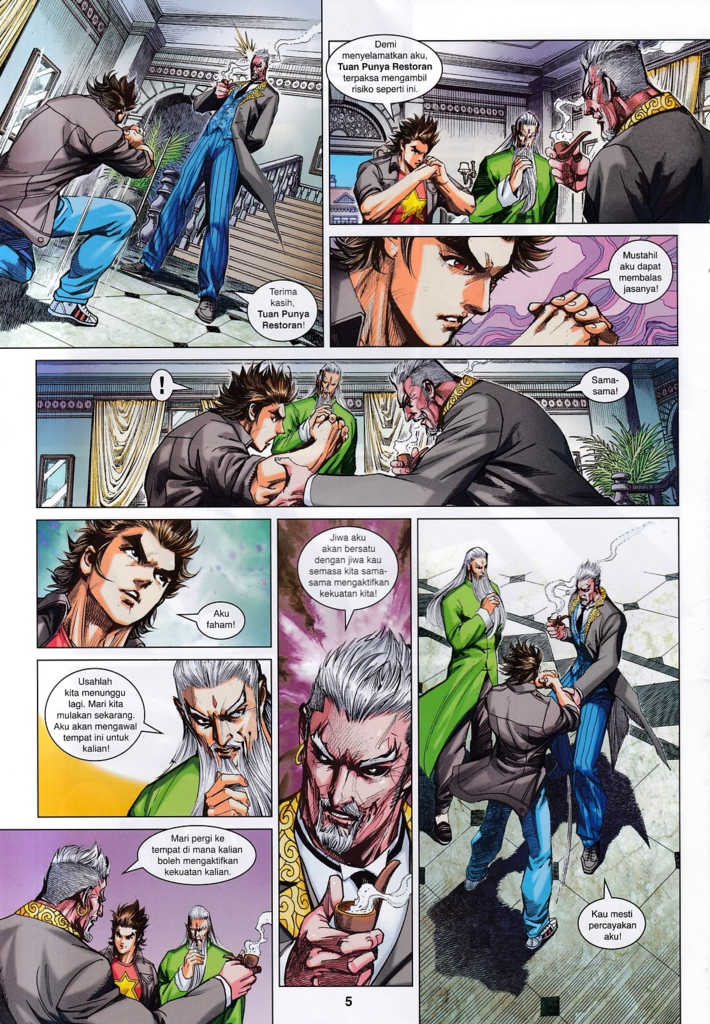 Terima
kasih,
Tuan Punya
Restoran!
Demi
menyelamatkan aku,
Tuan Punya Restoran
terpaksa mengambil
risiko seperti ini.
Mustahil
aku dapat
membalas
jasanya!
!
Sama-
sama!
Aku
faham!
Usahlah
kita menunggu
lagi. Mari kita
mulakan sekarang.
Aku akan mengawal
tempat ini untuk
kalian!
Mari pergi ke
tempat di mana kalian
boleh mengaktifkan
kekuatan kalian.
Jiwa aku
akan bersatu
dengan jiwa kau
semasa kita sama-
sama mengaktifkan
kekuatan kita!
Kau mesti
percayakan
aku!
5